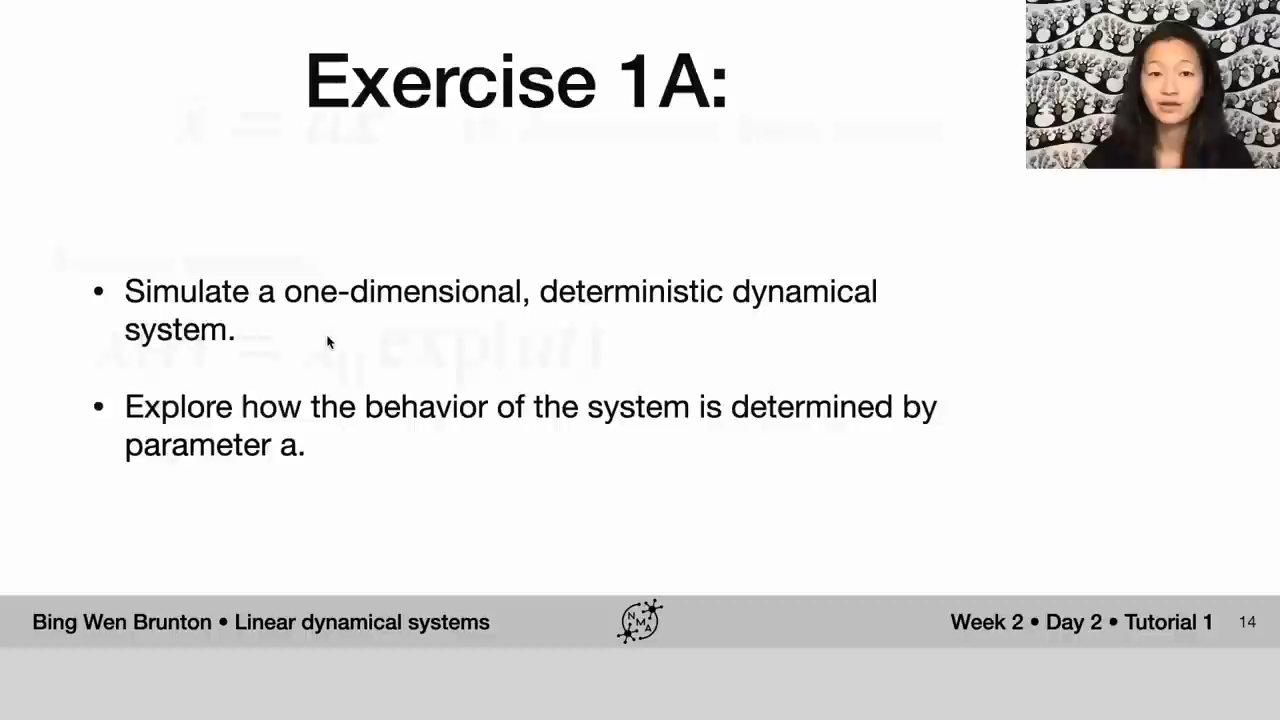 Exercise 1A:
• Simulate a one-dimensional, deterministic dynamical
system.
• Explore how the behavior of the system is determined by
parameter a.
Bing Wen Brunton • Linear dynamical systems
NMA
Week 2 • Day 2 • Tutorial 1
14